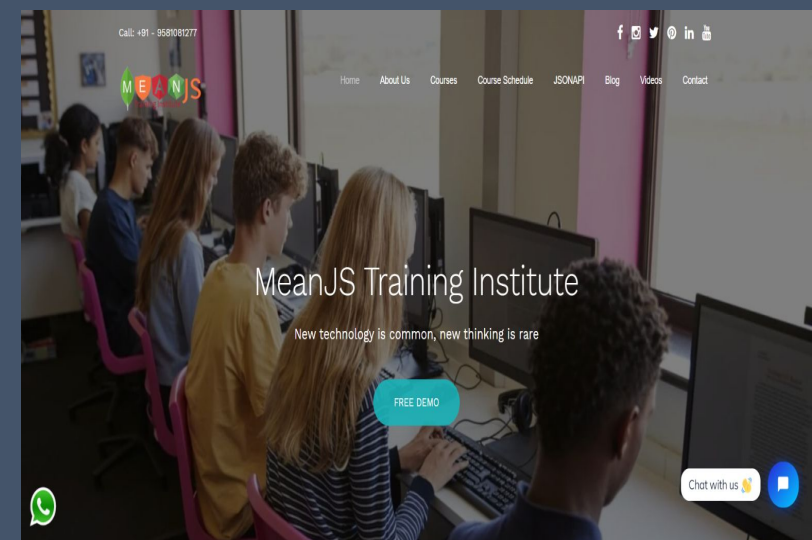 Call: +91 - 9581081277
MEANJS
Home About Us Courses Course Schedule JSONAPI Blog Videos Contact
MeanJS Training Institute
New technology is common, new thinking is rare
FREE DEMO
Chat with us 👋